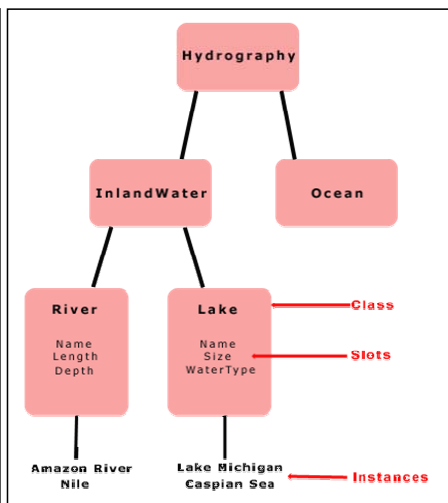 Hydrography
InlandWater
Ocean
River
Name
Length
Depth
Lake
Name
Size
WaterType
Class
Slots
Amazon River
Nile
Lake Michigan
Caspian Sea
Instances